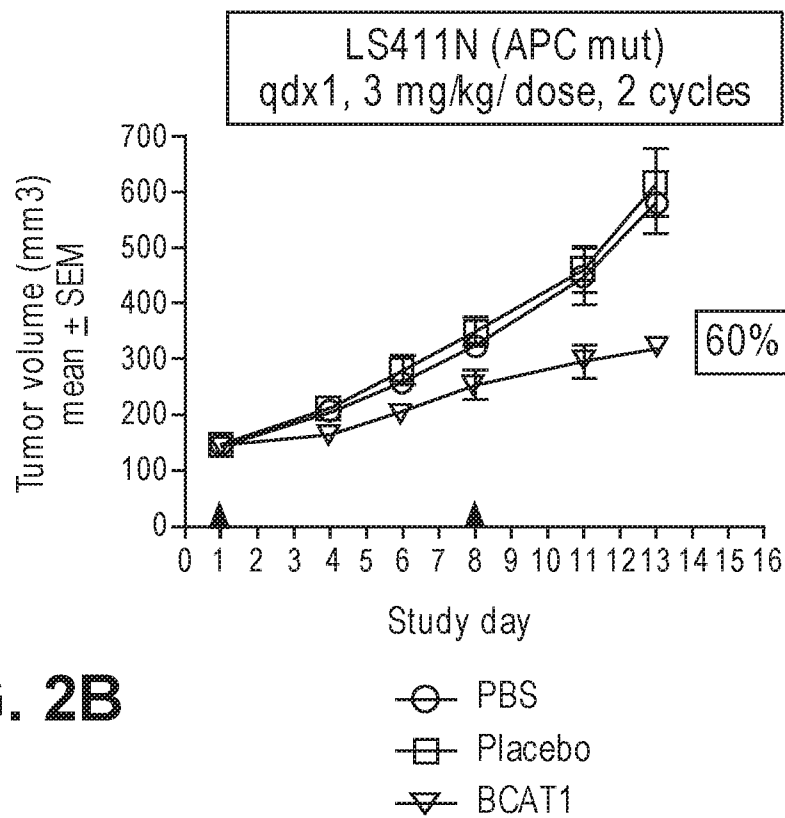 LS411N (APC mut)
qdx1, 3 mg/kg/ dose, 2 cycles
Tumor volume (mm3)
mean ± SEM
700
600
500
400
300
200
100
0
60%
0 1 2 3 4 5 6 7 8 9 10 11 12 13 14 15 16
Study day
. 2B
PBS
Placebo
BCAT1